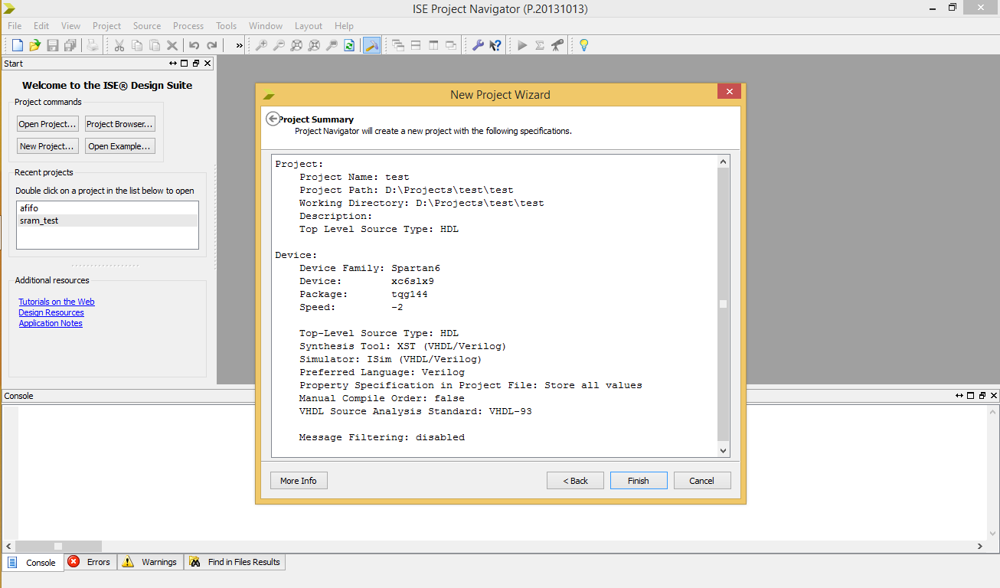 ISE Project Navigator (P.20131013)
File Edit View Project Source Process Tools Window Layout Help
»
Start
Welcome to the ISE® Design Suite
Project commands
Open Project... Project Browser...
New Project... Open Example...
Recent projects
Double click on a project in the list below to open
afifo
sram_test
Additional resources
Tutorials on the Web
Design Resources
Application Notes
New Project Wizard
Project Summary
Project Navigator will create a new project with the following specifications.
Project:
Project Name: test
Project Path: D:\Projects\test\test
Working Directory: D:\Projects\test\test
Description:
Top Level Source Type: HDL
Device:
Device Family: Spartan6
Device: xc6slx9
Package: tqg144
Speed: -2
Top-Level Source Type: HDL
Synthesis Tool: XST (VHDL/Verilog)
Simulator: ISim (VHDL/Verilog)
Preferred Language: Verilog
Property Specification in Project File: Store all values
Manual Compile Order: false
VHDL Source Analysis Standard: VHDL-93
Message Filtering: disabled
More Info < Back Finish Cancel
Console
Console Errors Warnings Find in Files Results